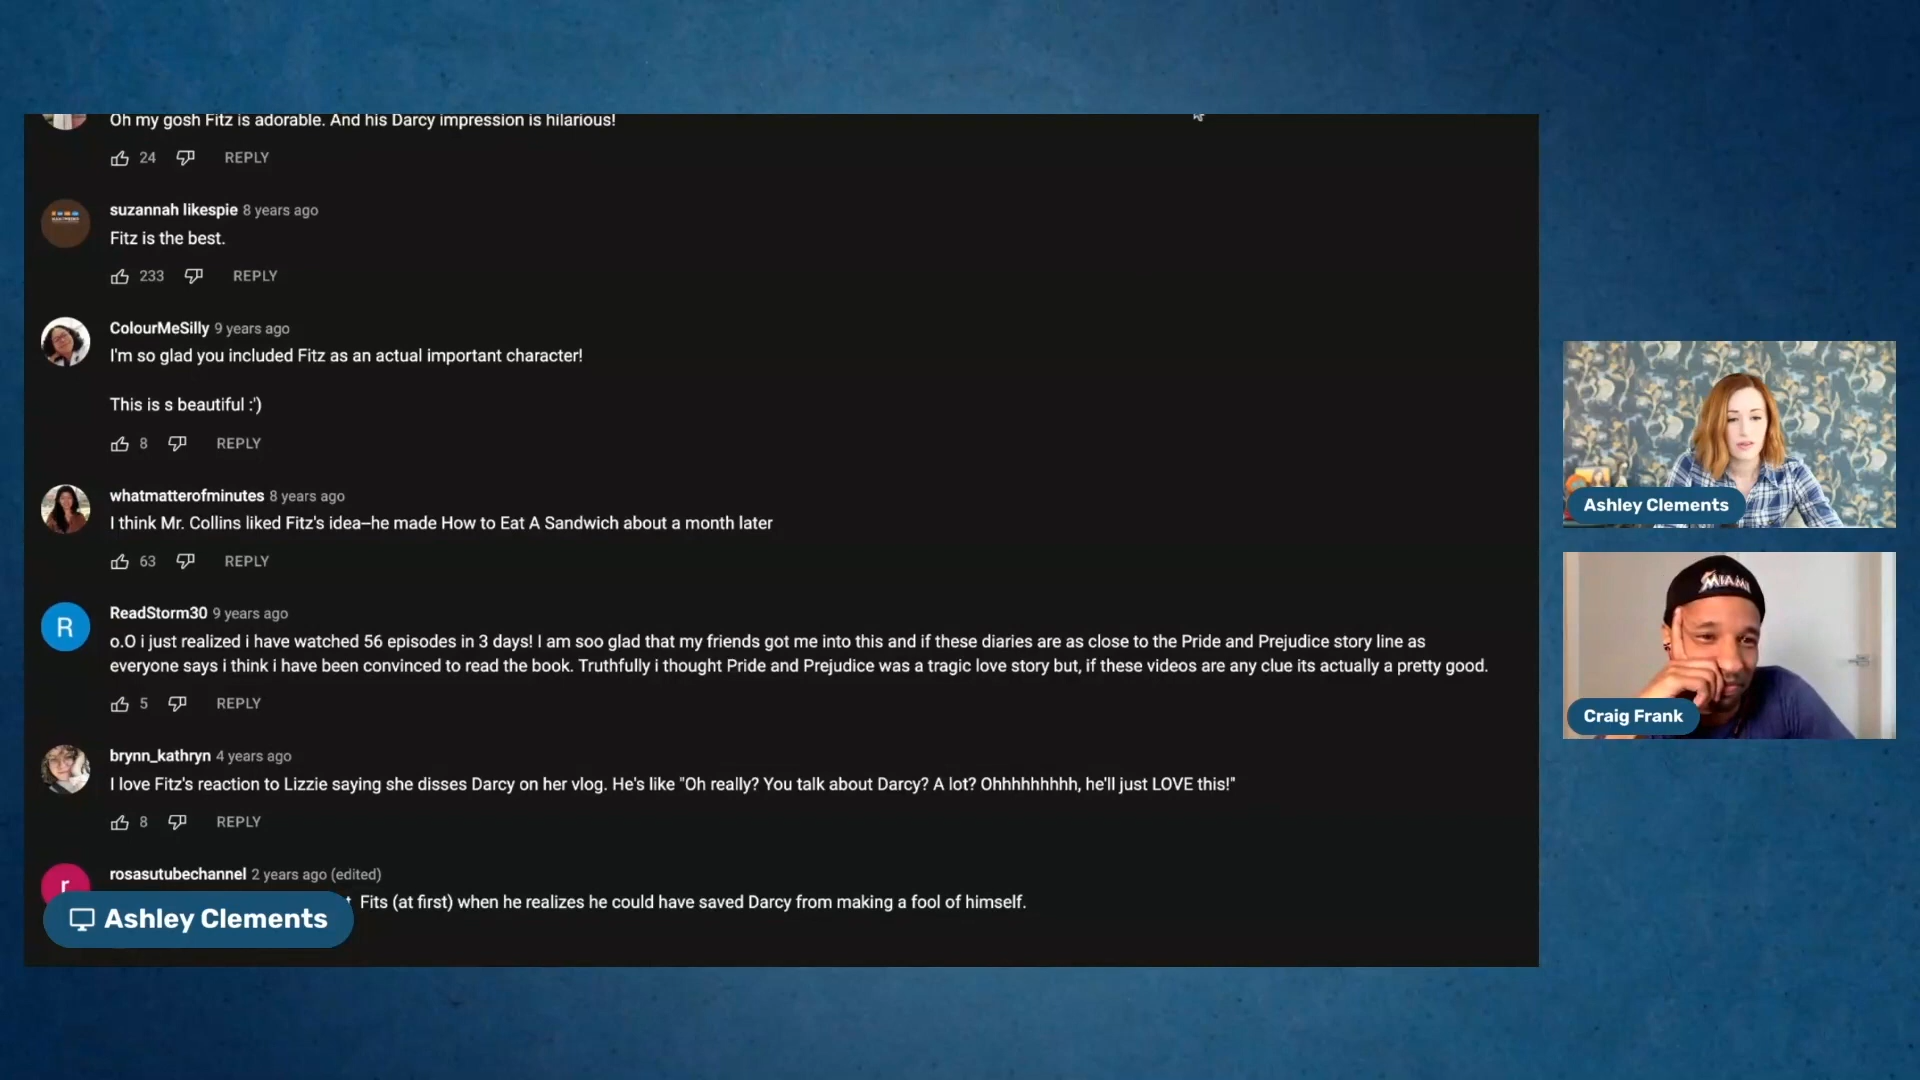 Oh my gosh Fitz is adorable. And his Darcy impression is hilarious!
24 REPLY
suzannah likespie 8 years ago
Fitz is the best.
233 REPLY
ColourMeSilly 9 years ago
I'm so glad you included Fitz as an actual important character!
This is s beautiful :')
8 REPLY
whatmatterofminutes 8 years ago
I think Mr. Collins liked Fitz's idea—he made How to Eat A Sandwich about a month later
63 REPLY
R
ReadStorm30 9 years ago
o.O i just realized i have watched 56 episodes in 3 days! I am soo glad that my friends got me into this and if these diaries are as close to the Pride and Prejudice story line as
everyone says i think i have been convinced to read the book. Truthfully i thought Pride and Prejudice was a tragic love story but, if these videos are any clue its actually a pretty good.
5 REPLY
brynn_kathryn 4 years ago
I love Fitz's reaction to Lizzie saying she disses Darcy on her vlog. He's like "Oh really? You talk about Darcy? A lot? Ohhhhhhhhh, he'll just LOVE this!"
8 REPLY
r
rosasutubechannel 2 years ago (edited)
Fits (at first) when he realizes he could have saved Darcy from making a fool of himself.
Ashley Clements
Ashley Clements
MIAMI
Craig Frank